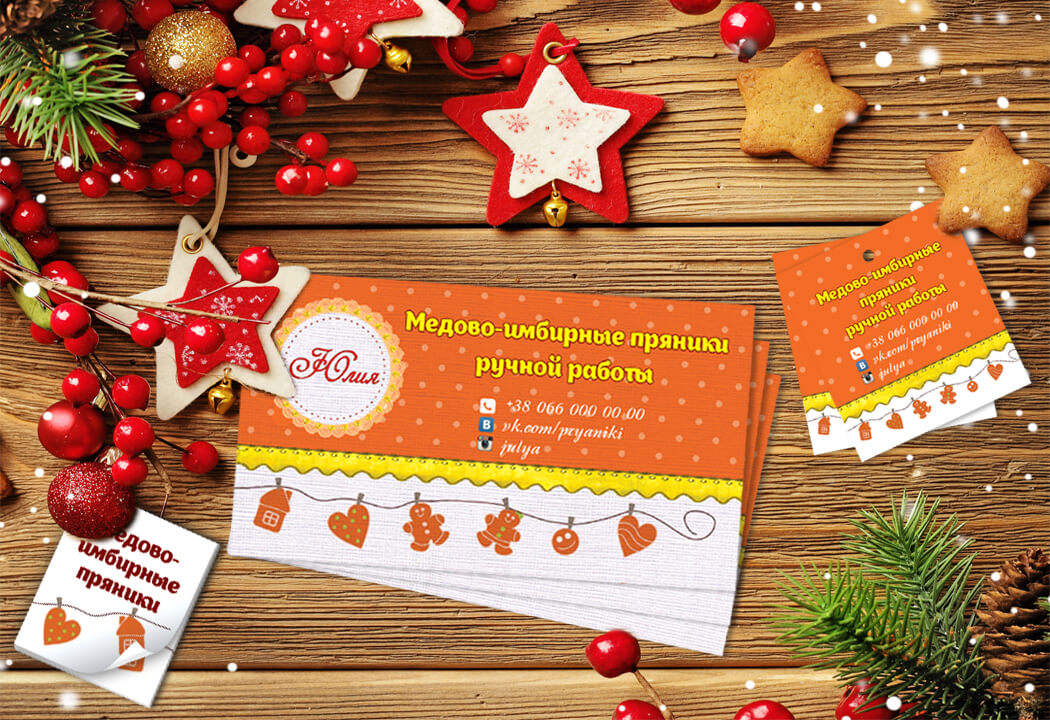 Юлия
Медово-имбирные пряники
ручной работы
+38 066 000 00 00
vk.com/pryaniki
julya
Медово-имбирные
пряники
ручной работы
+38 066 000 00 00
vk.com/pryaniki
julya
Медово-
имбирные
пряники